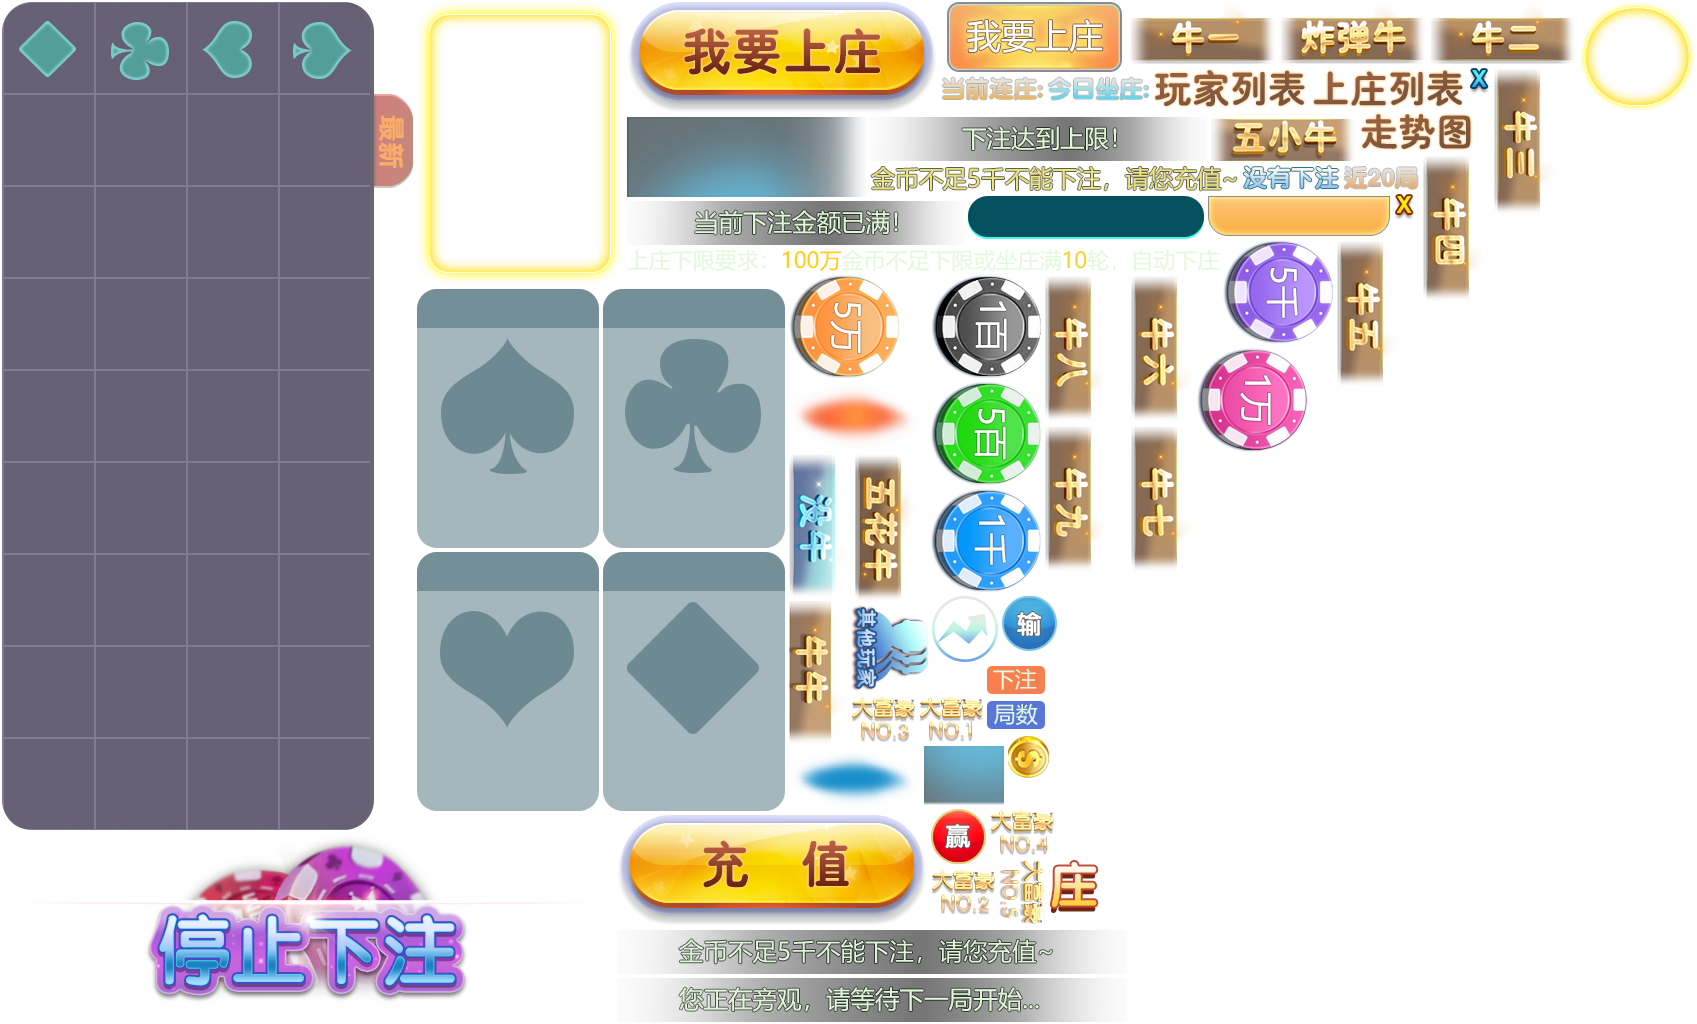 我要上庄
我要上庄
牛一
炸弹牛
牛二
当前连庄:
今日坐庄:
玩家列表
上庄列表
X
最新
下注达到上限!
五小牛
走势图
牛三
金币不足5千不能下注，请您充值~
没有下注
近20局
当前下注金额已满!
X
牛四
上庄下限要求：100万金币不足下限或坐庄满10轮，自动下庄
5千
牛五
5万
1百
牛八
牛六
1万
5百
没牛
五花牛
1千
牛九
牛七
牛牛
其他玩家
输
下注
大富豪
NO.3
大富豪
NO.1
局数
$
充 值
赢
大富豪
NO.4
大富豪
NO.2
大富豪
NO.5
庄
停止下注
金币不足5千不能下注，请您充值~
您正在旁观，请等待下一局开始...